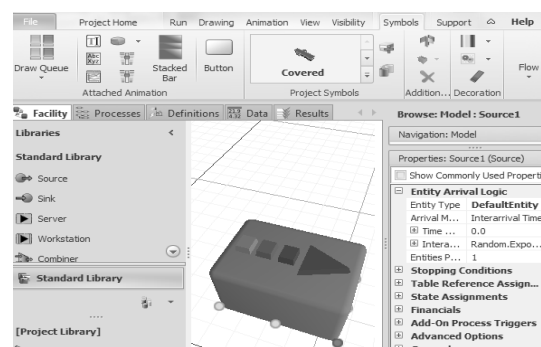 File Project Home Run Drawing Animation View Visibility Symbols Support Help
Draw Queue
Stacked Bar
Button
Covered
Flow
Attached Animation
Project Symbols
Addition... Decoration
Facility Processes Definitions Data Results
Browse: Model : Source1
Libraries
Navigation: Model
Standard Library
Properties: Source1 (Source)
Show Commonly Used Properti
Source
Entity Arrival Logic
Entity Type DefaultEntity
Sink
Arrival M... Interarrival Time
Server
Time ... 0.0
Intera... Random.Expo...
Workstation
Entities P... 1
Combiner
Stopping Conditions
Standard Library
Table Reference Assign...
State Assignments
Financials
Add-On Process Triggers
[Project Library]
Advanced Options